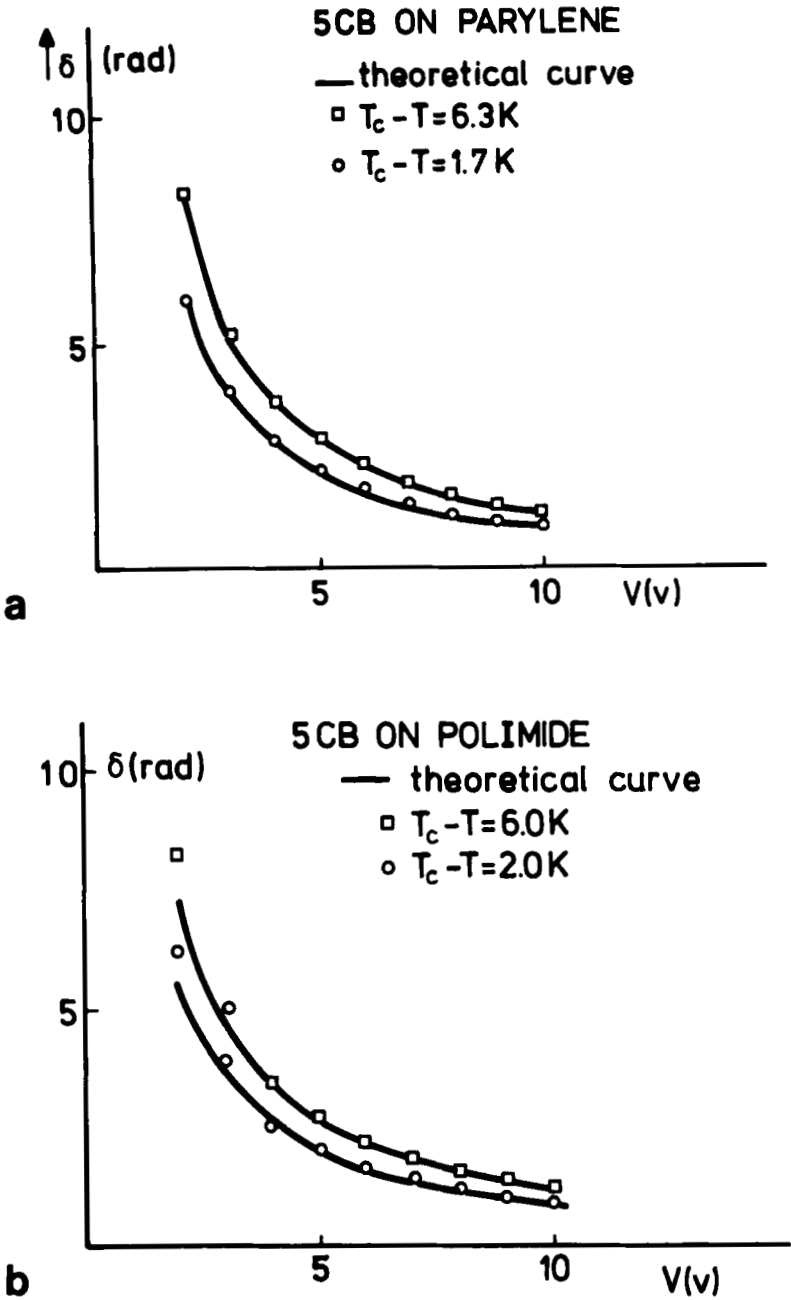 5CB ON PARYLENE
δ (rad)
theoretical curve
10
Tc-T=6.3K
Tc-T=1.7K
5
5 10 V(v)
a
5CB ON POLIMIDE
10 δ(rad)
theoretical curve
Tc-T=6.0K
Tc-T=2.0K
5
5 10 V(v)
b